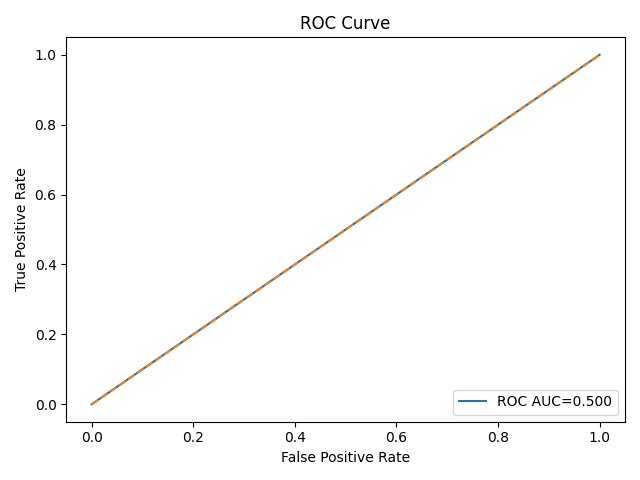 ROC Curve
1.0
0.8
0.6
0.4
0.2
0.0
True Positive Rate
ROC AUC=0.500
0.0 0.2 0.4 0.6 0.8 1.0
False Positive Rate